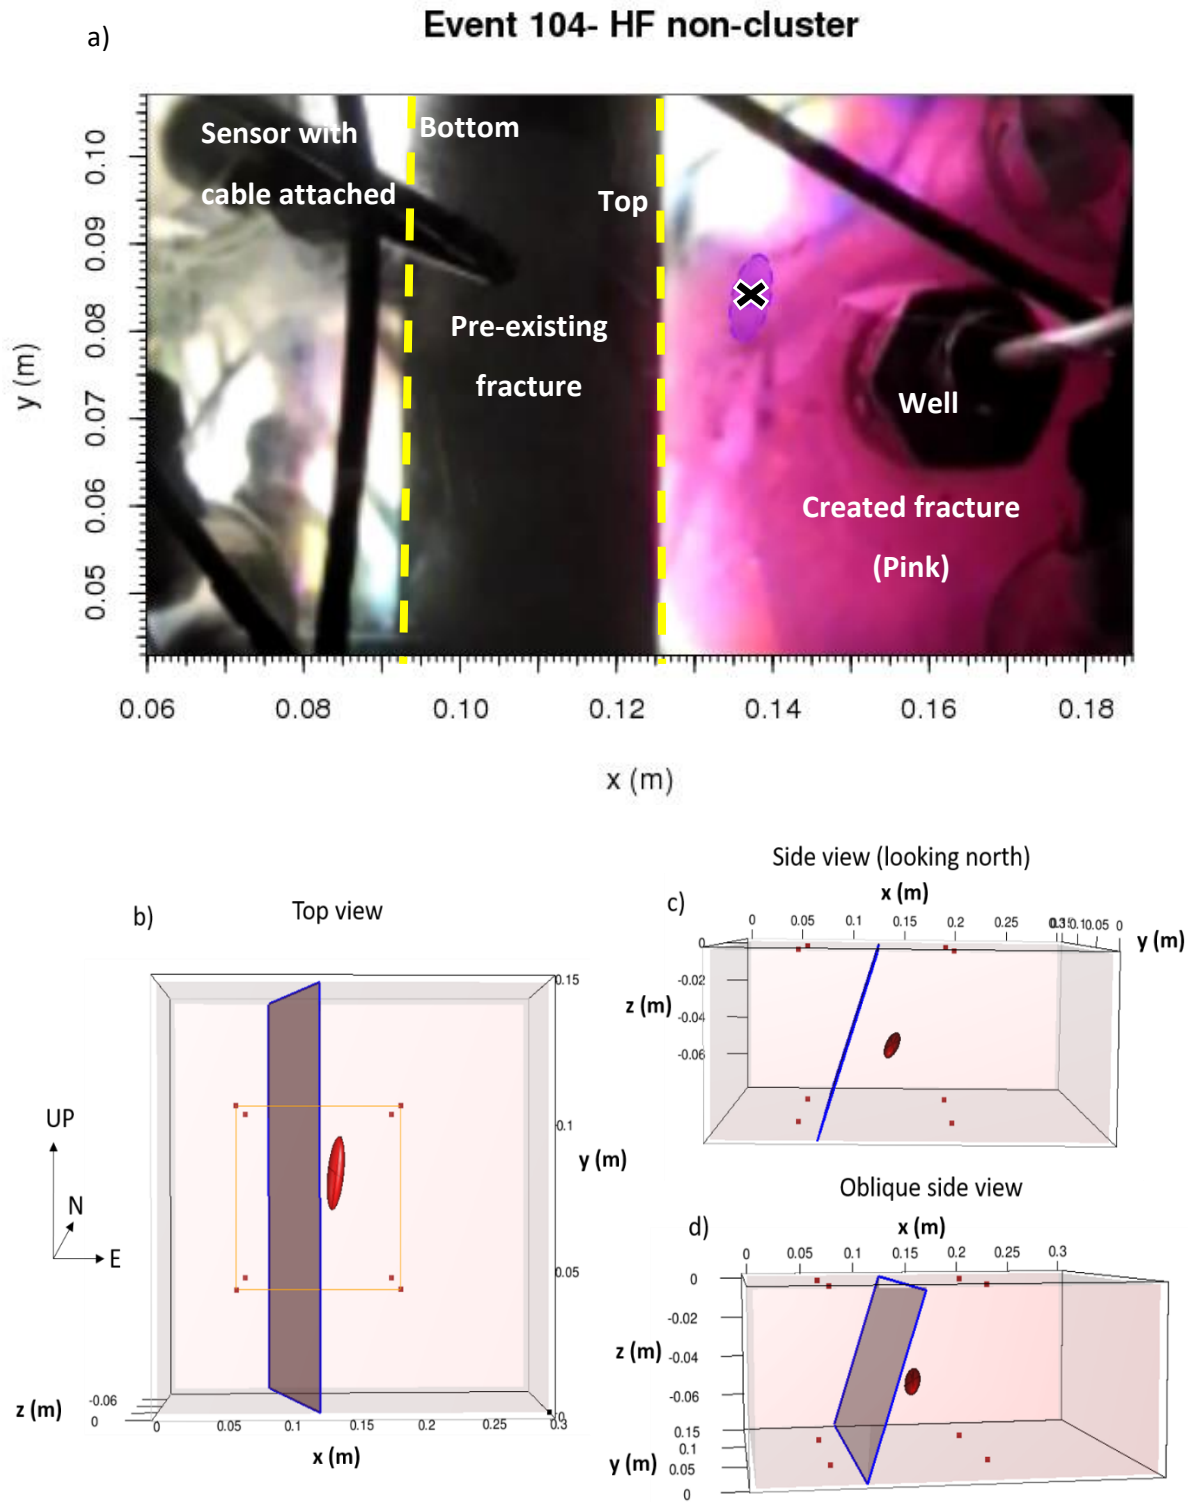 Event 104- HF non-cluster
a)
Sensor with
cable attached
Bottom
Top
Pre-existing
fracture
Well
Created fracture
(Pink)
0.10
0.09
0.08
0.07
0.06
0.05
y (m)
0.06 0.08 0.10 0.12 0.14 0.16 0.18
x (m)
b)
Top view
UP
N
E
0.15
0.1
y (m)
0.05
0
z (m)
-0.06
0
0 0.05 0.1 0.15 0.2 0.25 0.3
x (m)
Side view (looking north)
c)
x (m)
0 0.05 0.1 0.15 0.2 0.25
0.05 0
y (m)
0
-0.02
z (m)
-0.04
-0.06
Oblique side view
d)
x (m)
0 0.05 0.1 0.15 0.2 0.25 0.3
0
-0.02
z (m)
-0.04
-0.06
0.15
0.1
y (m)
0.05
0